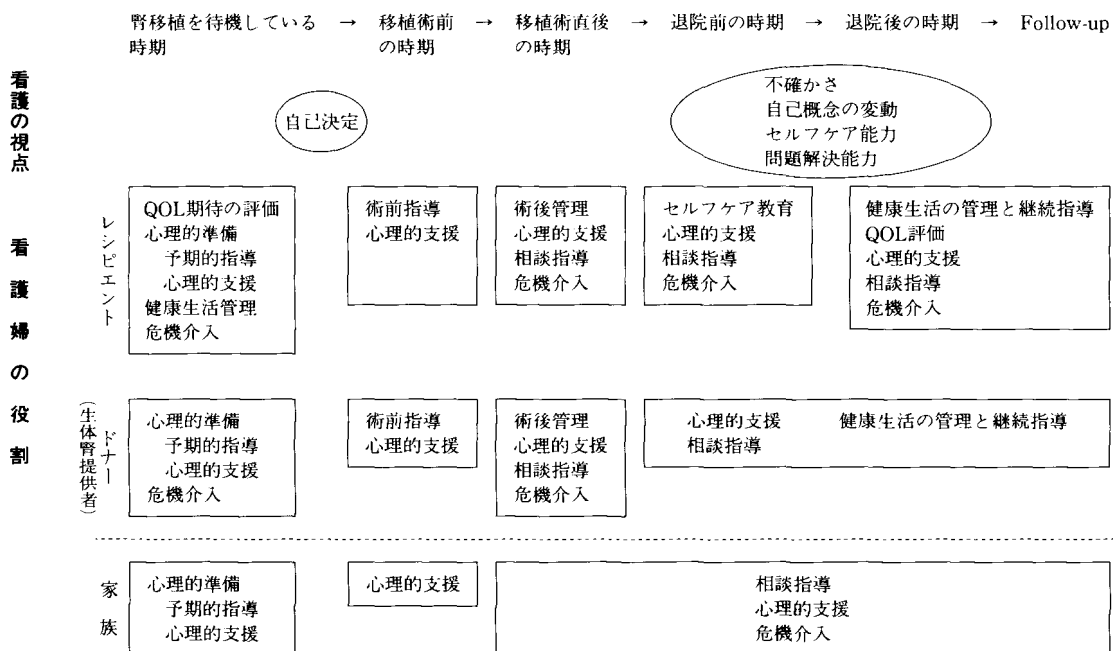 腎移植を待機している時期 → 移植術前の時期 → 移植術直後の時期 → 退院前の時期 → 退院後の時期 → Follow-up
看護の視点
自己決定
不確かさ
自己概念の変動
セルフケア能力
問題解決能力
看護婦の役割
レシピエント
QOL期待の評価
心理的準備
予期的指導
心理的支援
健康生活管理
危機介入
術前指導
心理的支援
術後管理
心理的支援
相談指導
危機介入
セルフケア教育
心理的支援
相談指導
危機介入
健康生活の管理と継続指導
QOL評価
心理的支援
相談指導
危機介入
ドナー
(生体腎提供者)
心理的準備
予期的指導
心理的支援
危機介入
術前指導
心理的支援
術後管理
心理的支援
相談指導
危機介入
心理的支援 健康生活の管理と継続指導
相談指導
家族
心理的準備
予期的指導
心理的支援
心理的支援
相談指導
心理的支援
危機介入